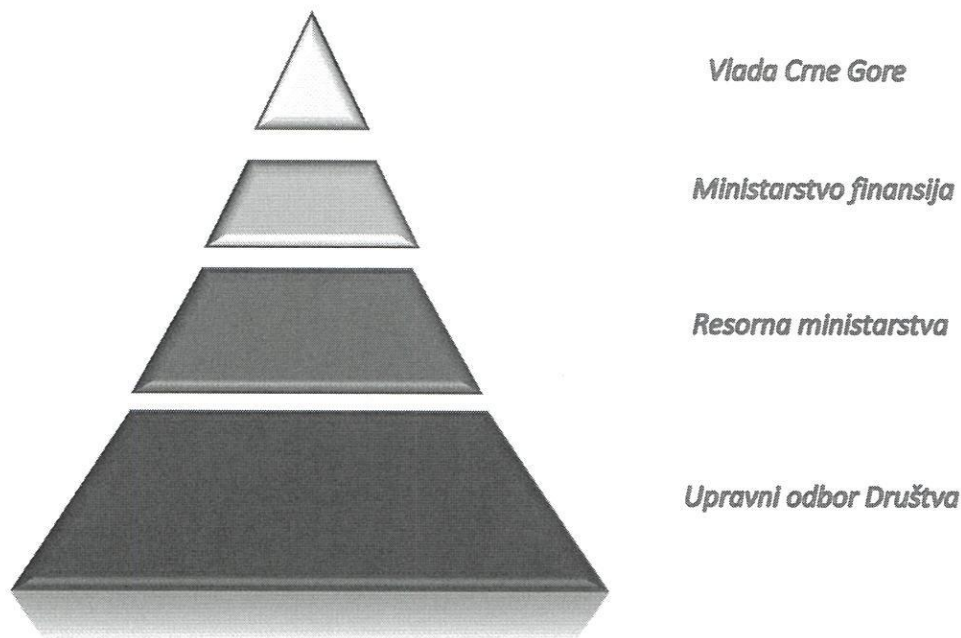 Vlada Crne Gore
Ministarstvo finansija
Resorna ministarstva
Upravni odbor Društva